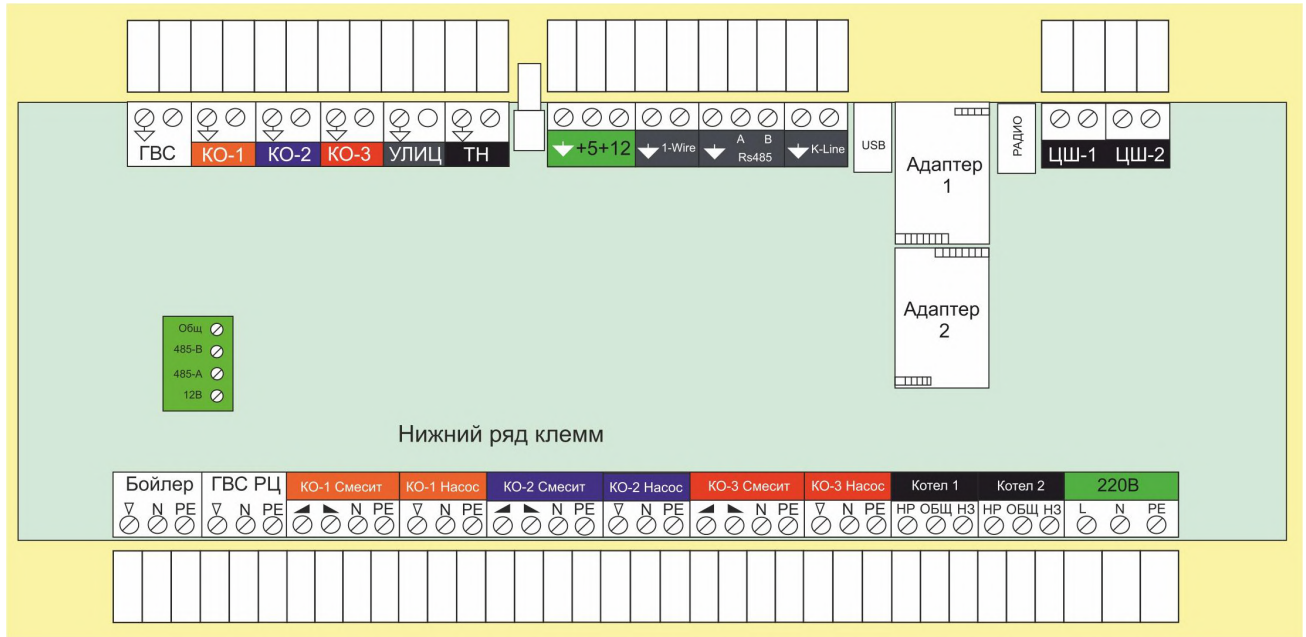 ГВС КО-1 КО-2 КО-3 УЛИЦ ТН
+5+12 1-Wire A B Rs485 K-Line
USB
Адаптер
1
РАДИО
ЦШ-1 ЦШ-2
Адаптер
2
Общ
485-В
485-А
12В
Нижний ряд клемм
Бойлер ГВС РЦ КО-1 Смесит КО-1 Насос КО-2 Смесит КО-2 Насос КО-3 Смесит КО-3 Насос Котел 1 Котел 2 220В
N PE N PE N PE N PE N PE N PE N PE N PE НР ОБЩ НЗ НР ОБЩ НЗ L N PE